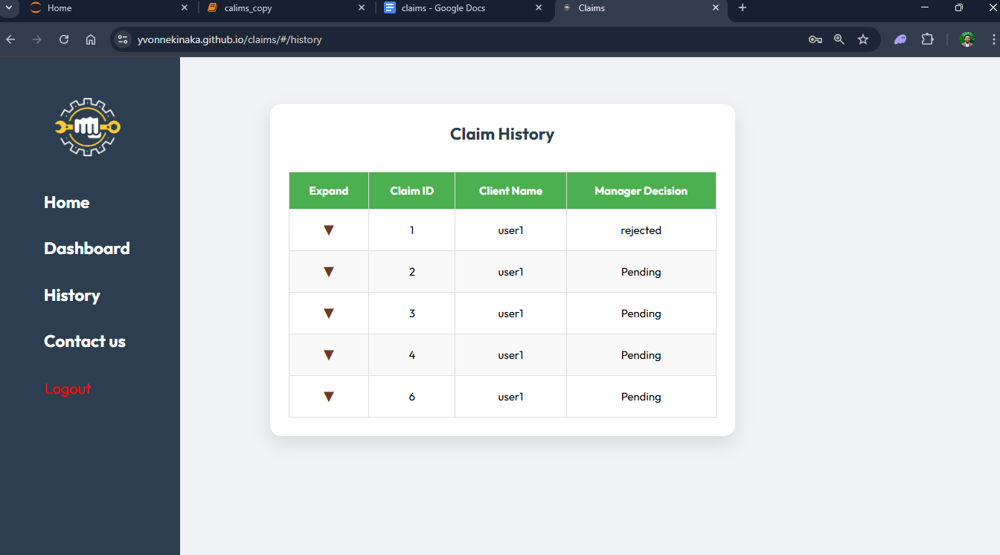 Home
calims_copy
claims - Google Docs
Claims
yvonnekinaka.github.io/claims/#/history
Claim History
Home
Dashboard
History
Contact us
Logout
Expand Claim ID Client Name Manager Decision
1 user1 rejected
2 user1 Pending
3 user1 Pending
4 user1 Pending
6 user1 Pending